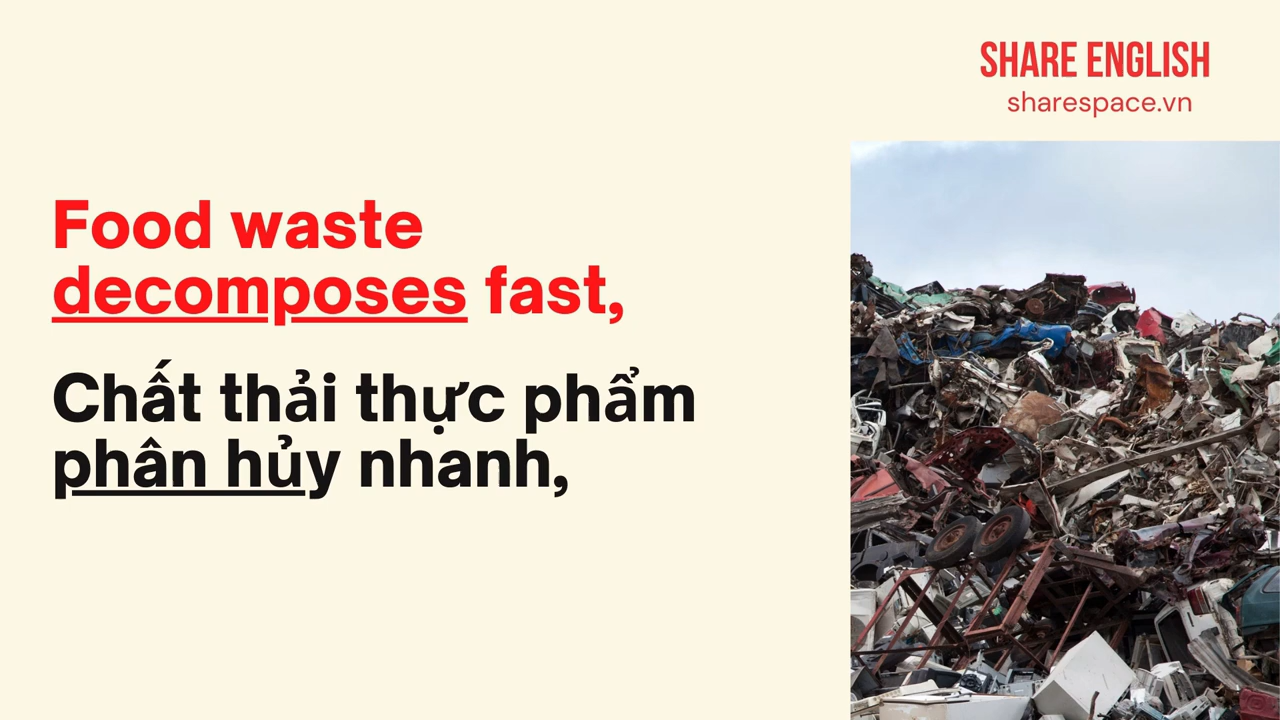 SHARE ENGLISH
sharespace.vn
Food waste
decomposes fast,
Chất thải thực phẩm
phân hủy nhanh,